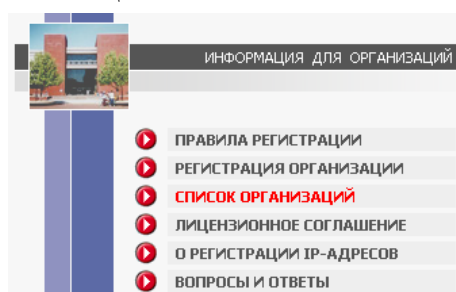 ИНФОРМАЦИЯ ДЛЯ ОРГАНИЗАЦИЙ
ПРАВИЛА РЕГИСТРАЦИИ
РЕГИСТРАЦИЯ ОРГАНИЗАЦИИ
СПИСОК ОРГАНИЗАЦИЙ
ЛИЦЕНЗИОННОЕ СОГЛАШЕНИЕ
О РЕГИСТРАЦИИ IP-АДРЕСОВ
ВОПРОСЫ И ОТВЕТЫ